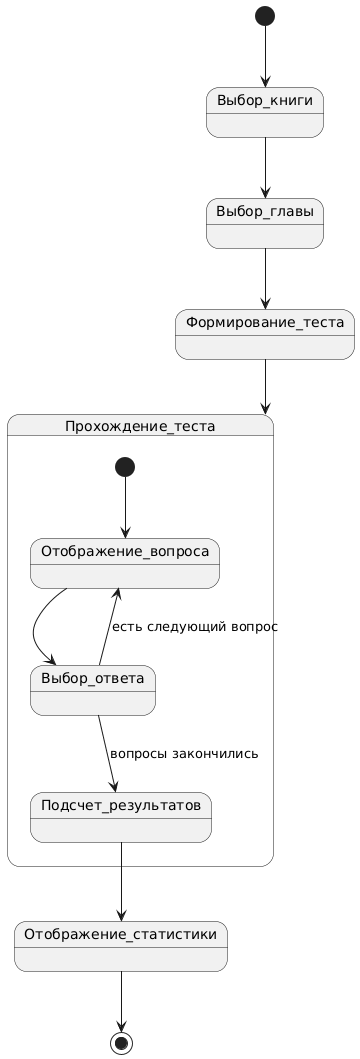 Выбор_книги
Выбор_главы
Формирование_теста
Прохождение_теста
Отображение_вопроса
есть следующий вопрос
Выбор_ответа
вопросы закончились
Подсчет_результатов
Отображение_статистики